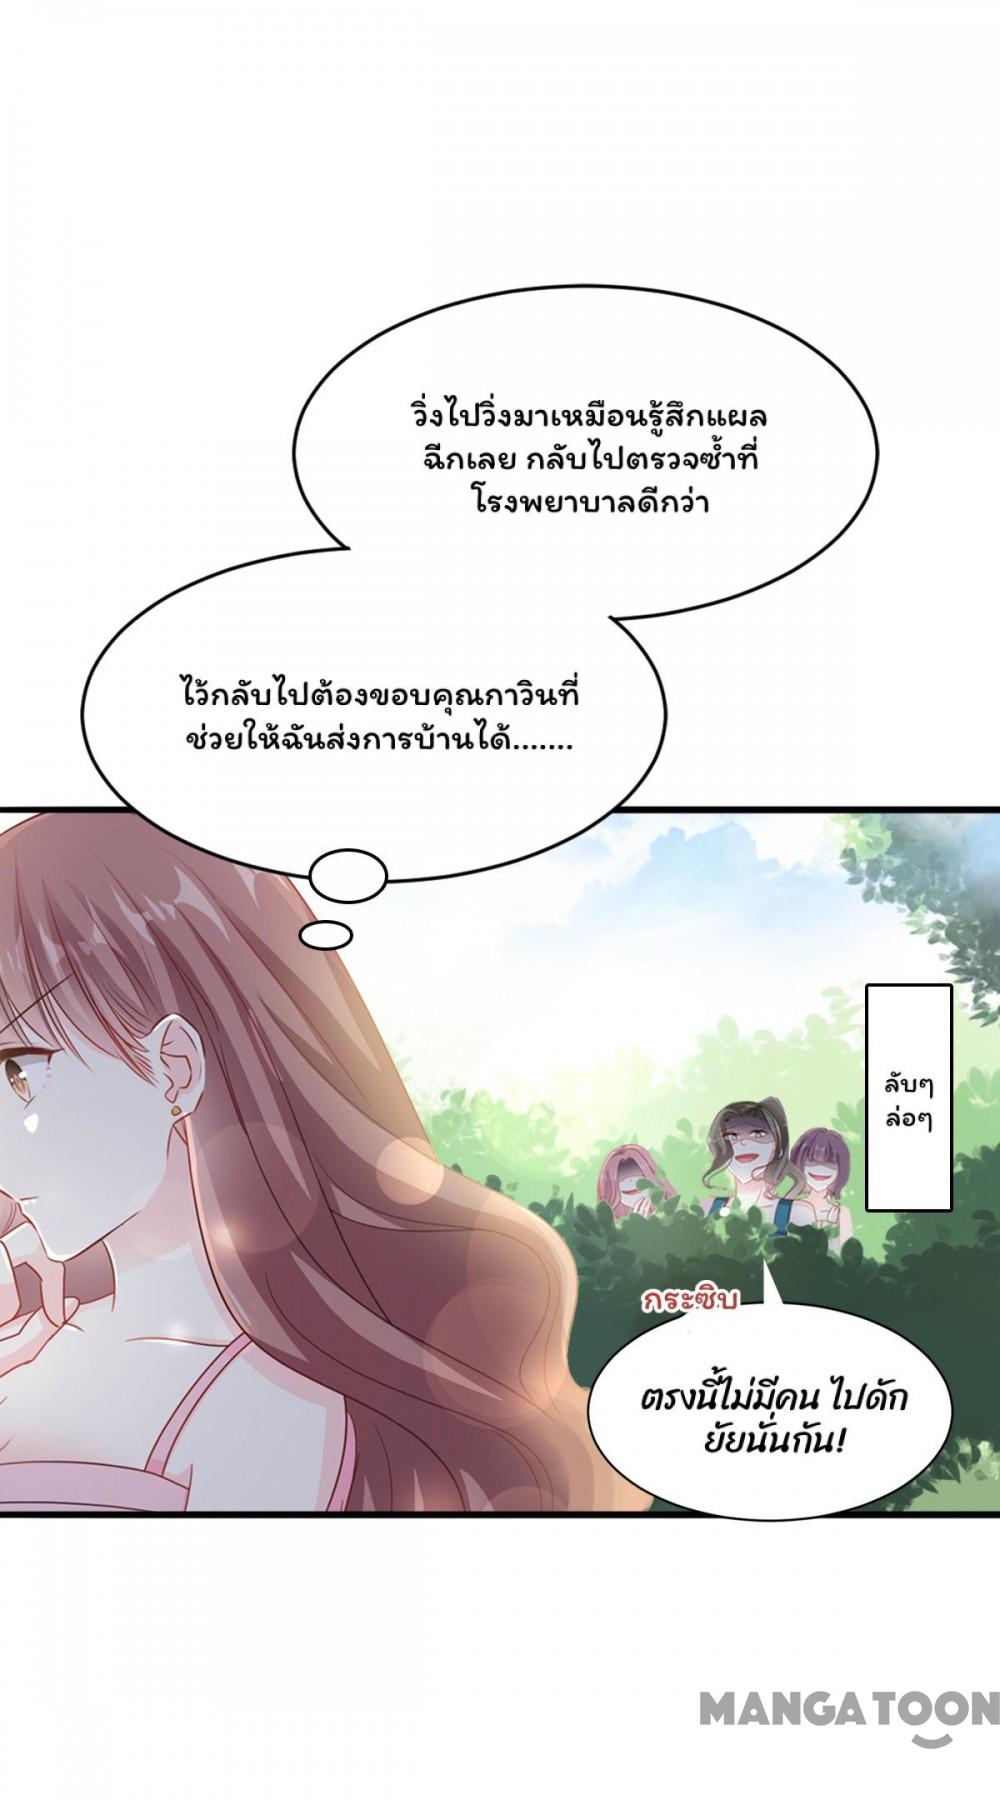 วิ่งไปวิ่งมาเหมือนรู้สึกแผล
ฉีกเลย กลับไปตรวจซ้ำที่
โรงพยาบาลดีกว่า
ไว้กลับไปต้องขอบคุณกาวินที่
ช่วยให้ฉันส่งการบ้านได้.......
ลับๆ
ล่อๆ
กระซิบ
ตรงนี้ไม่มีคน ไปดัก
ยัยนั่นกัน!
MANGATOON